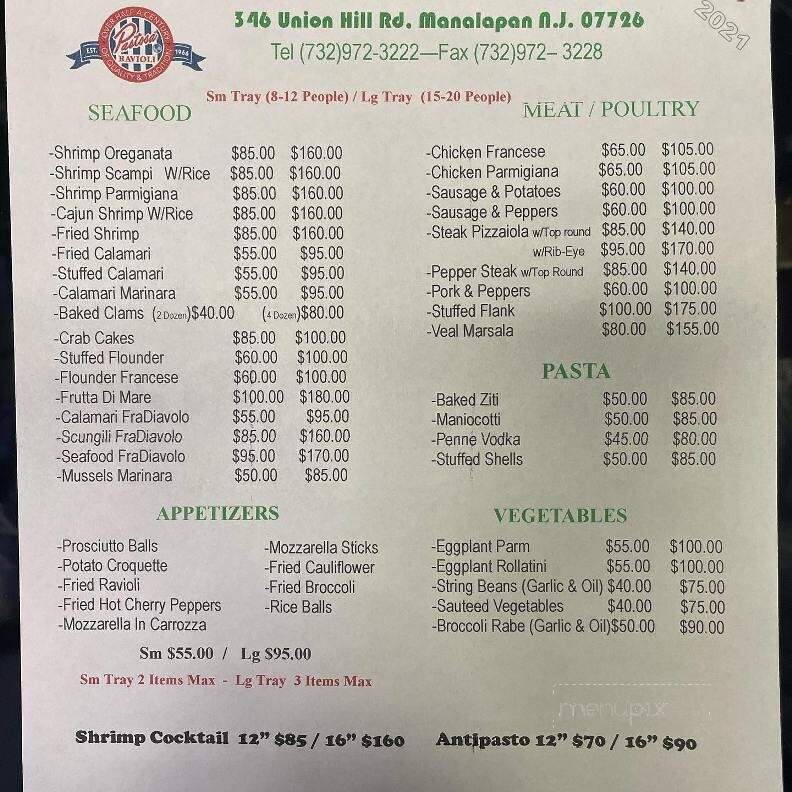 OVER HALF A CENTURY
EST. Pastosa 1966
RAVIOLI
OF QUALITY & TRADITION
346 Union Hill Rd. Manalapan N.J. 07726
2021
Tel (732)972-3222—Fax (732)972– 3228
Sm Tray (8-12 People) / Lg Tray (15-20 People)
SEAFOOD
-Shrimp Oreganata $85.00 $160.00
-Shrimp Scampi W/Rice $85.00 $160.00
-Shrimp Parmigiana $85.00 $160.00
-Cajun Shrimp W/Rice $85.00 $160.00
-Fried Shrimp $85.00 $160.00
-Fried Calamari $55.00 $95.00
-Stuffed Calamari $55.00 $95.00
-Calamari Marinara $55.00 $95.00
-Baked Clams (2 Dozen)$40.00 (4 Dozen)$80.00
-Crab Cakes $85.00 $100.00
-Stuffed Flounder $60.00 $100.00
-Flounder Francese $60.00 $100.00
-Frutta Di Mare $100.00 $180.00
-Calamari FraDiavolo $55.00 $95.00
-Scungili FraDiavolo $85.00 $160.00
-Seafood FraDiavolo $95.00 $170.00
-Mussels Marinara $50.00 $85.00
MEAT / POULTRY
-Chicken Francese $65.00 $105.00
-Chicken Parmigiana $65.00 $105.00
-Sausage & Potatoes $60.00 $100.00
-Sausage & Peppers $60.00 $100.00
-Steak Pizzaiola w/Top round $85.00 $140.00
w/Rib-Eye $95.00 $170.00
-Pepper Steak w/Top Round $85.00 $140.00
-Pork & Peppers $60.00 $100.00
-Stuffed Flank $100.00 $175.00
-Veal Marsala $80.00 $155.00
PASTA
-Baked Ziti $50.00 $85.00
-Maniocotti $50.00 $85.00
-Penne Vodka $45.00 $80.00
-Stuffed Shells $50.00 $85.00
APPETIZERS
-Prosciutto Balls -Mozzarella Sticks
-Potato Croquette -Fried Cauliflower
-Fried Ravioli -Fried Broccoli
-Fried Hot Cherry Peppers -Rice Balls
-Mozzarella In Carrozza
Sm $55.00 / Lg $95.00
Sm Tray 2 Items Max - Lg Tray 3 Items Max
VEGETABLES
-Eggplant Parm $55.00 $100.00
-Eggplant Rollatini $55.00 $100.00
-String Beans (Garlic & Oil) $40.00 $75.00
-Sauteed Vegetables $40.00 $75.00
-Broccoli Rabe (Garlic & Oil)$50.00 $90.00
menupix
Shrimp Cocktail 12” $85 / 16” $160 Antipasto 12” $70 / 16” $90